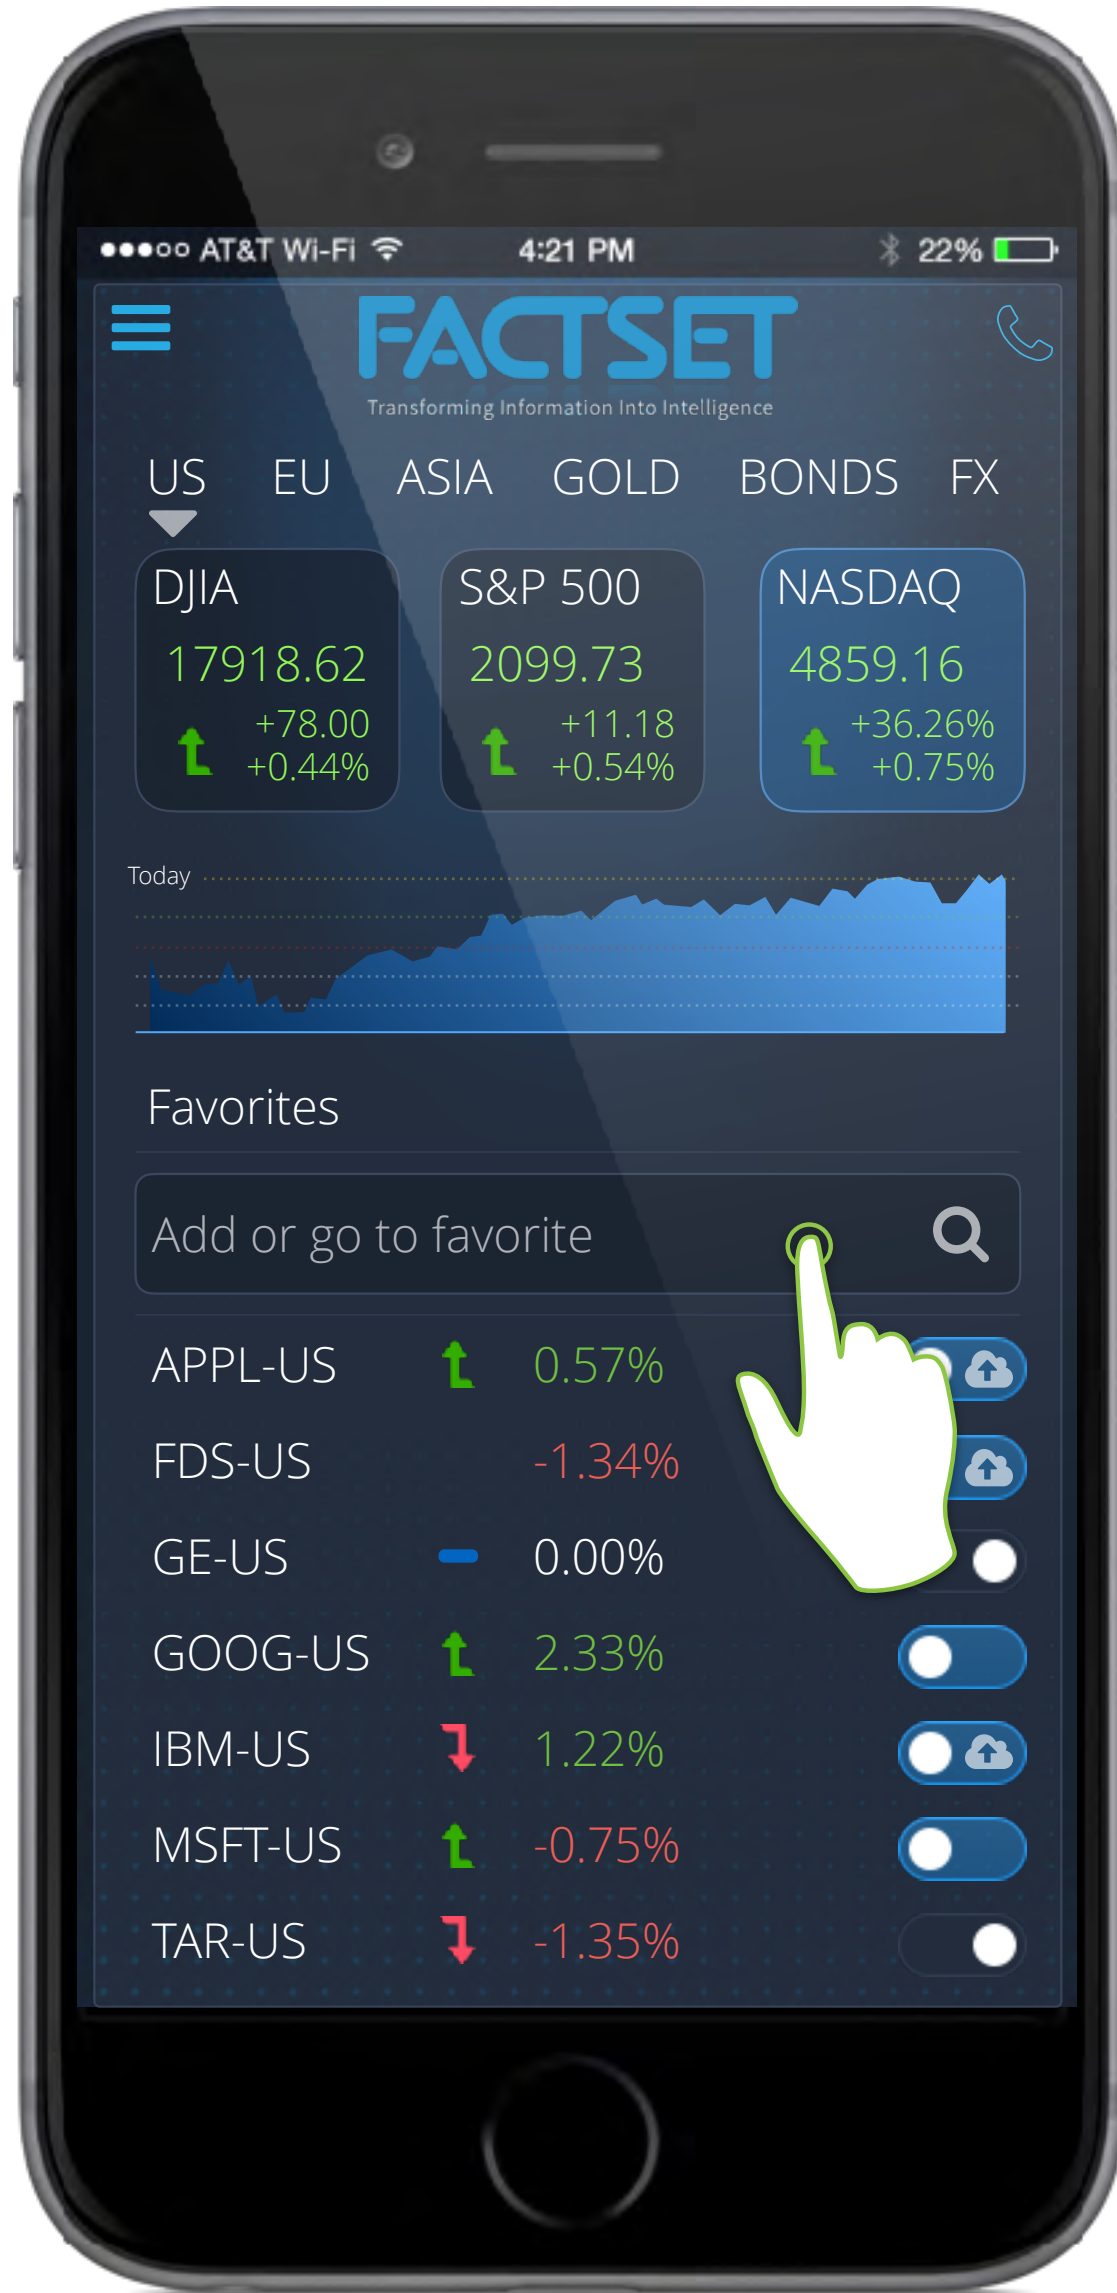 AT&T Wi-Fi 4:21 PM 22%
FACTSET
Transforming Information Into Intelligence
US EU ASIA GOLD BONDS FX
DJIA S&P 500 NASDAQ
17918.62 2099.73 4859.16
+78.00 +11.18 +36.26%
+0.44% +0.54% +0.75%
Today
Favorites
Add or go to favorite
APPL-US 0.57%
FDS-US -1.34%
GE-US 0.00%
GOOG-US 2.33%
IBM-US 1.22%
MSFT-US -0.75%
TAR-US -1.35%